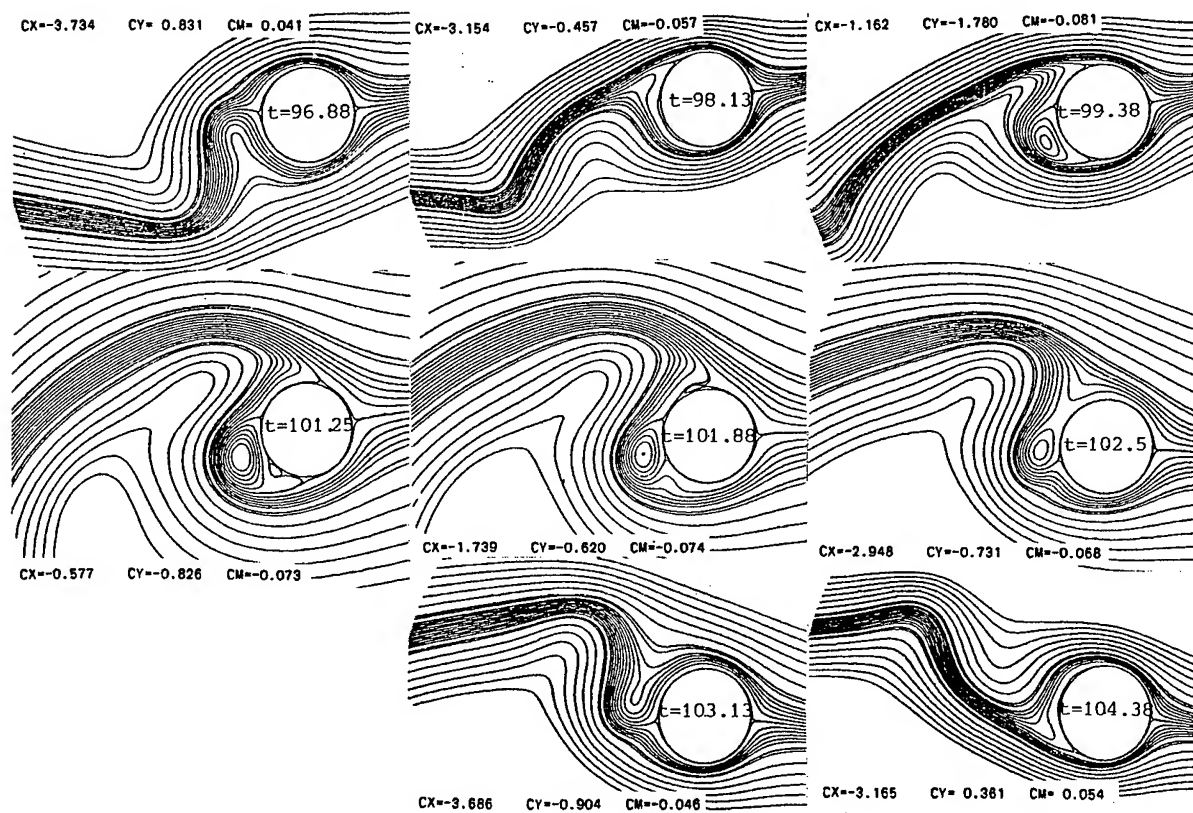 CX=-3.734 CY= 0.831 CM= 0.041
t=96.88
CX=-3.154 CY=-0.457 CM=-0.057
t=98.13
CX=-1.162 CY=-1.780 CM=-0.081
t=99.38
t=101.25
CX=-0.577 CY=-0.826 CM=-0.073
t=101.88
CX=-1.739 CY=-0.620 CM=-0.074
t=102.5
CX=-2.948 CY=-0.731 CM=-0.068
t=103.13
CX=-3.686 CY=-0.904 CM=-0.046
t=104.38
CX=-3.165 CY= 0.361 CM= 0.054